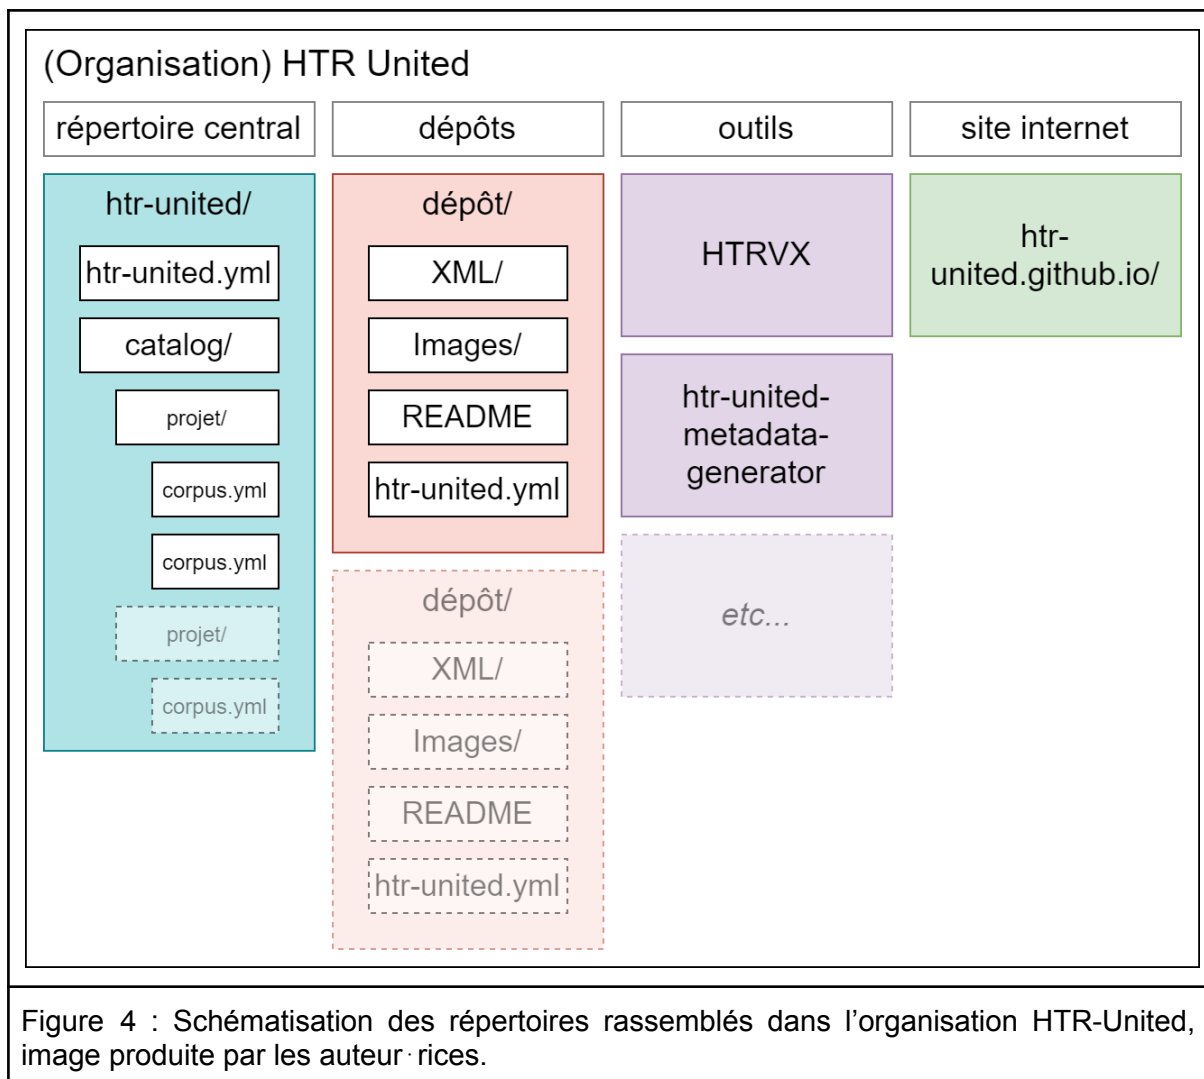 (Organisation) HTR United
répertoire central
dépôts
outils
site internet
htr-united/
htr-united.yml
catalog/
projet/
corpus.yml
corpus.yml
projet/
corpus.yml
dépôt/
XML/
Images/
README
htr-united.yml
dépôt/
XML/
Images/
README
htr-united.yml
HTRVX
htr-united-
metadata-
generator
etc...
htr-
united.github.io/
Figure 4 : Schématisation des répertoires rassemblés dans l’organisation HTR-United,
image produite par les auteur·rices.